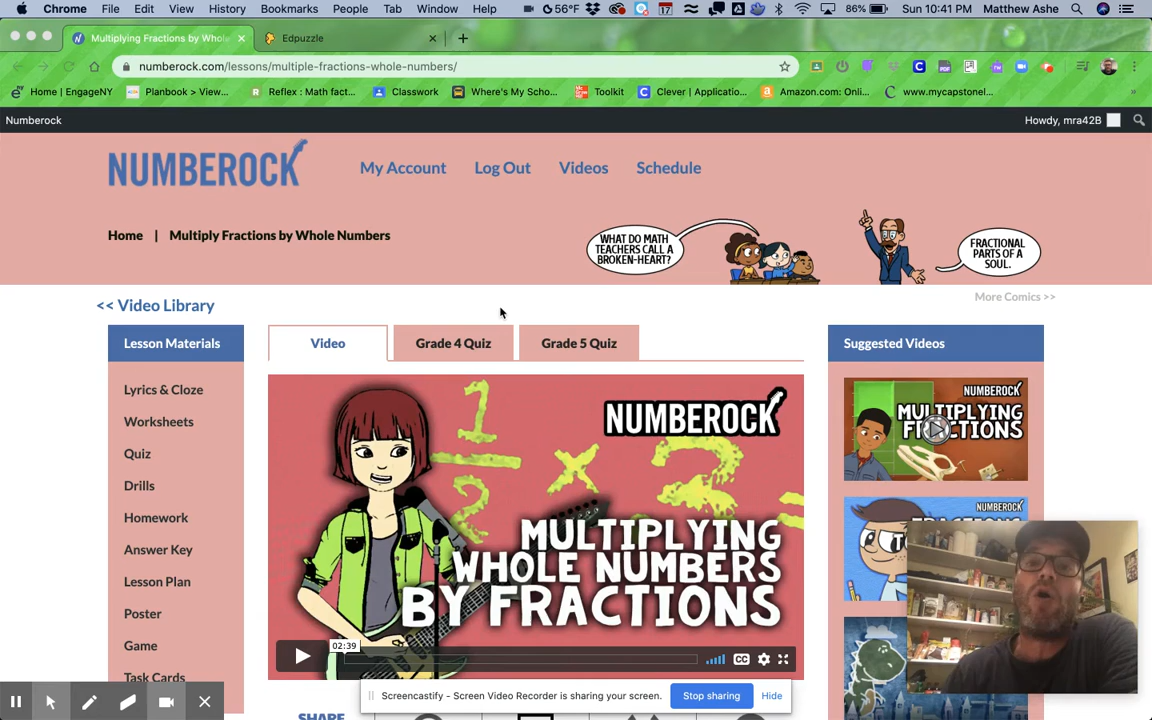 Chrome File Edit View History Bookmarks People Tab Window Help 17 56°F 86% Sun 10:41 PM Matthew Ashe
Multiplying Fractions by Whole Edpuzzle
numberock.com/lessons/multiple-fractions-whole-numbers/
Home | EngageNY Planbook > View... Reflex : Math fact... Classwork Where's My Scho... Toolkit Clever | Applicatio... Amazon.com: Onli... www.mycapstonel...
Numberock Howdy, mra42B
NUMBEROCK My Account Log Out Videos Schedule
Home | Multiply Fractions by Whole Numbers
WHAT DO MATH
TEACHERS CALL A
BROKEN-HEART?
FRACTIONAL
PARTS OF A
SOUL.
More Comics >>
<< Video Library
Lesson Materials
Lyrics & Cloze
Worksheets
Quiz
Drills
Homework
Answer Key
Lesson Plan
Poster
Game
Task Cards
Video Grade 4 Quiz Grade 5 Quiz
NUMBEROCK
1/2 x 2
MULTIPLYING
WHOLE NUMBERS
BY FRACTIONS
02:39
CC
Suggested Videos
NUMBEROCK
MULTIPLYING
FRACTIONS
NUMBEROCK
Screencastify - Screen Video Recorder is sharing your screen. Stop sharing Hide
SHARE